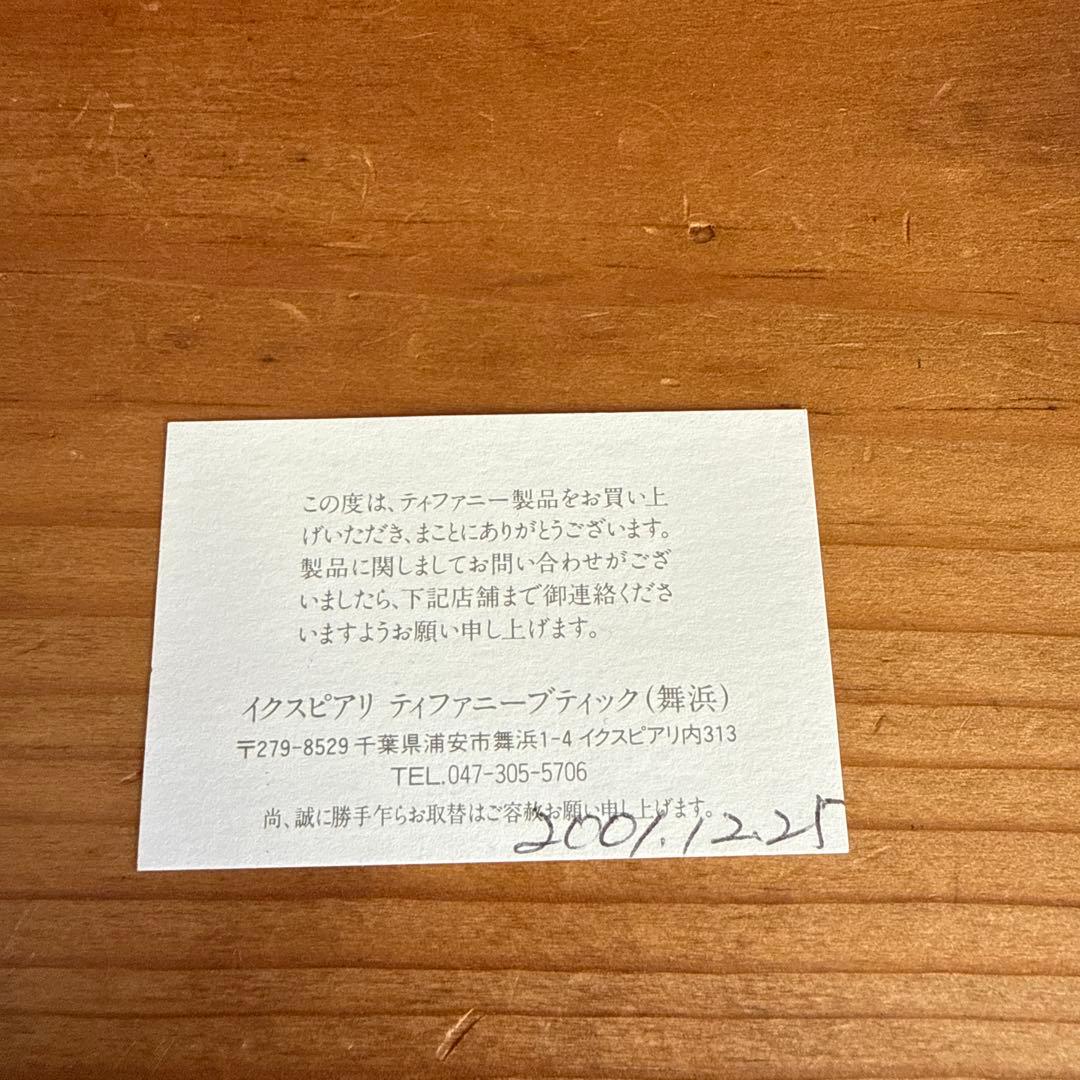 この度は、ティファニー製品をお買い上
げいただき、まことにありがとうございます。
製品に関しましてお問い合わせがござ
いましたら、下記店舗まで御連絡くださ
いますようお願い申し上げます。
イクスピアリ ティファニーブティック(舞浜)
〒279-8529 千葉県浦安市舞浜1-4 イクスピアリ内313
TEL.047-305-5706
尚、誠に勝手乍らお取替はご容赦お願い申し上げます。
2001.12.25